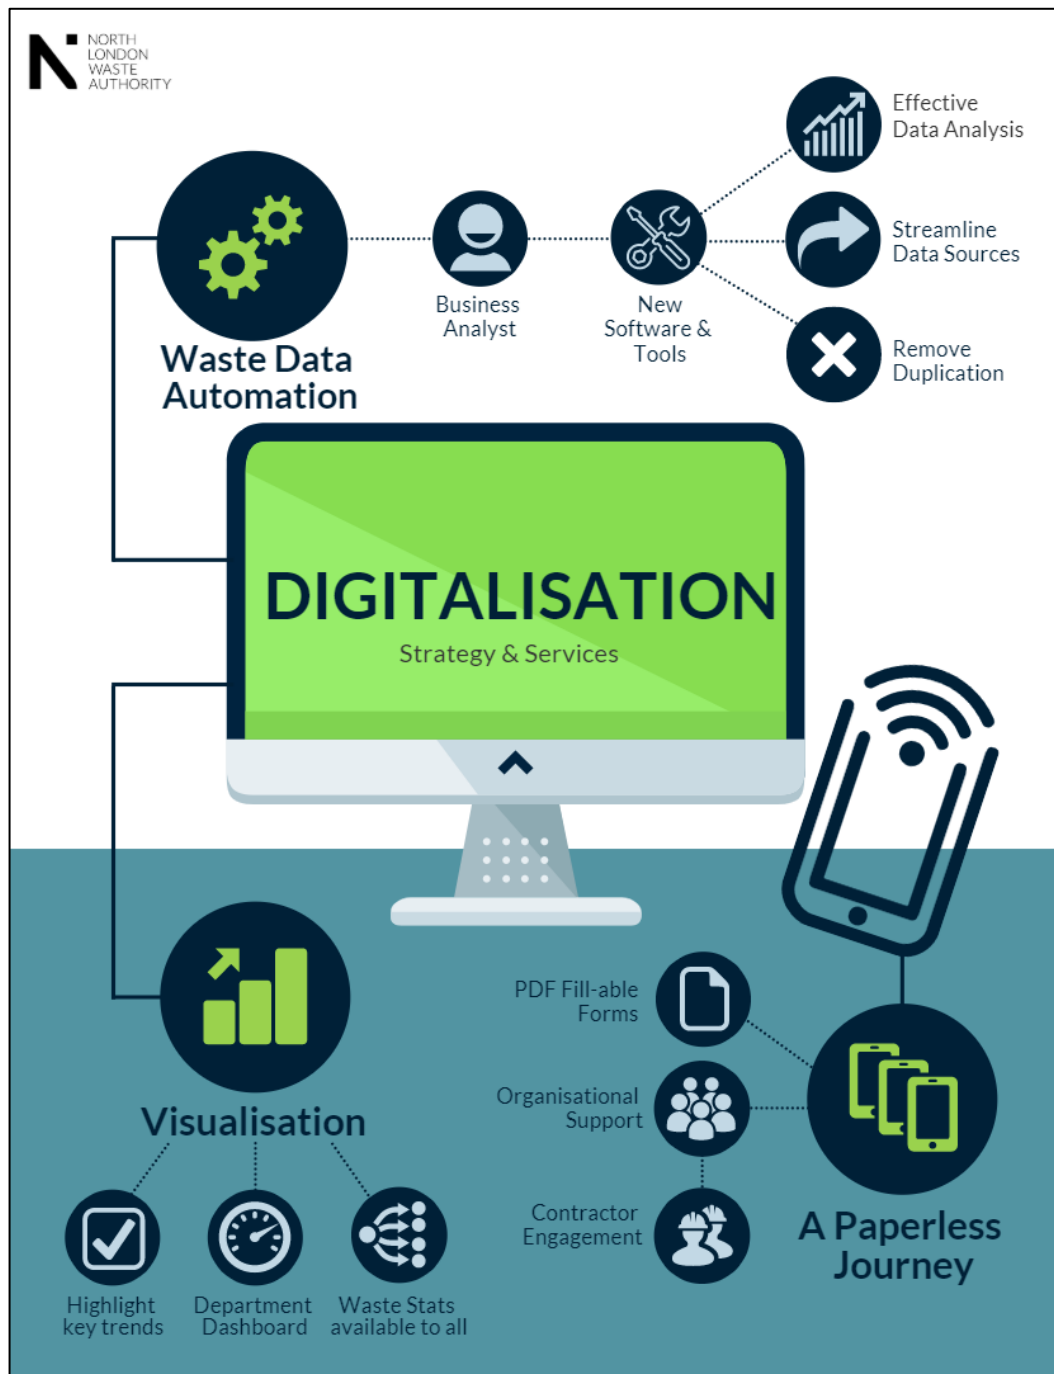 NORTH
LONDON
WASTE
AUTHORITY
Effective
Data Analysis
Streamline
Data Sources
Remove
Duplication
Business
Analyst
New
Software &
Tools
Waste Data
Automation
DIGITALISATION
Strategy & Services
Visualisation
Highlight
key trends
Department
Dashboard
Waste Stats
available to all
PDF Fill-able
Forms
Organisational
Support
Contractor
Engagement
A Paperless
Journey